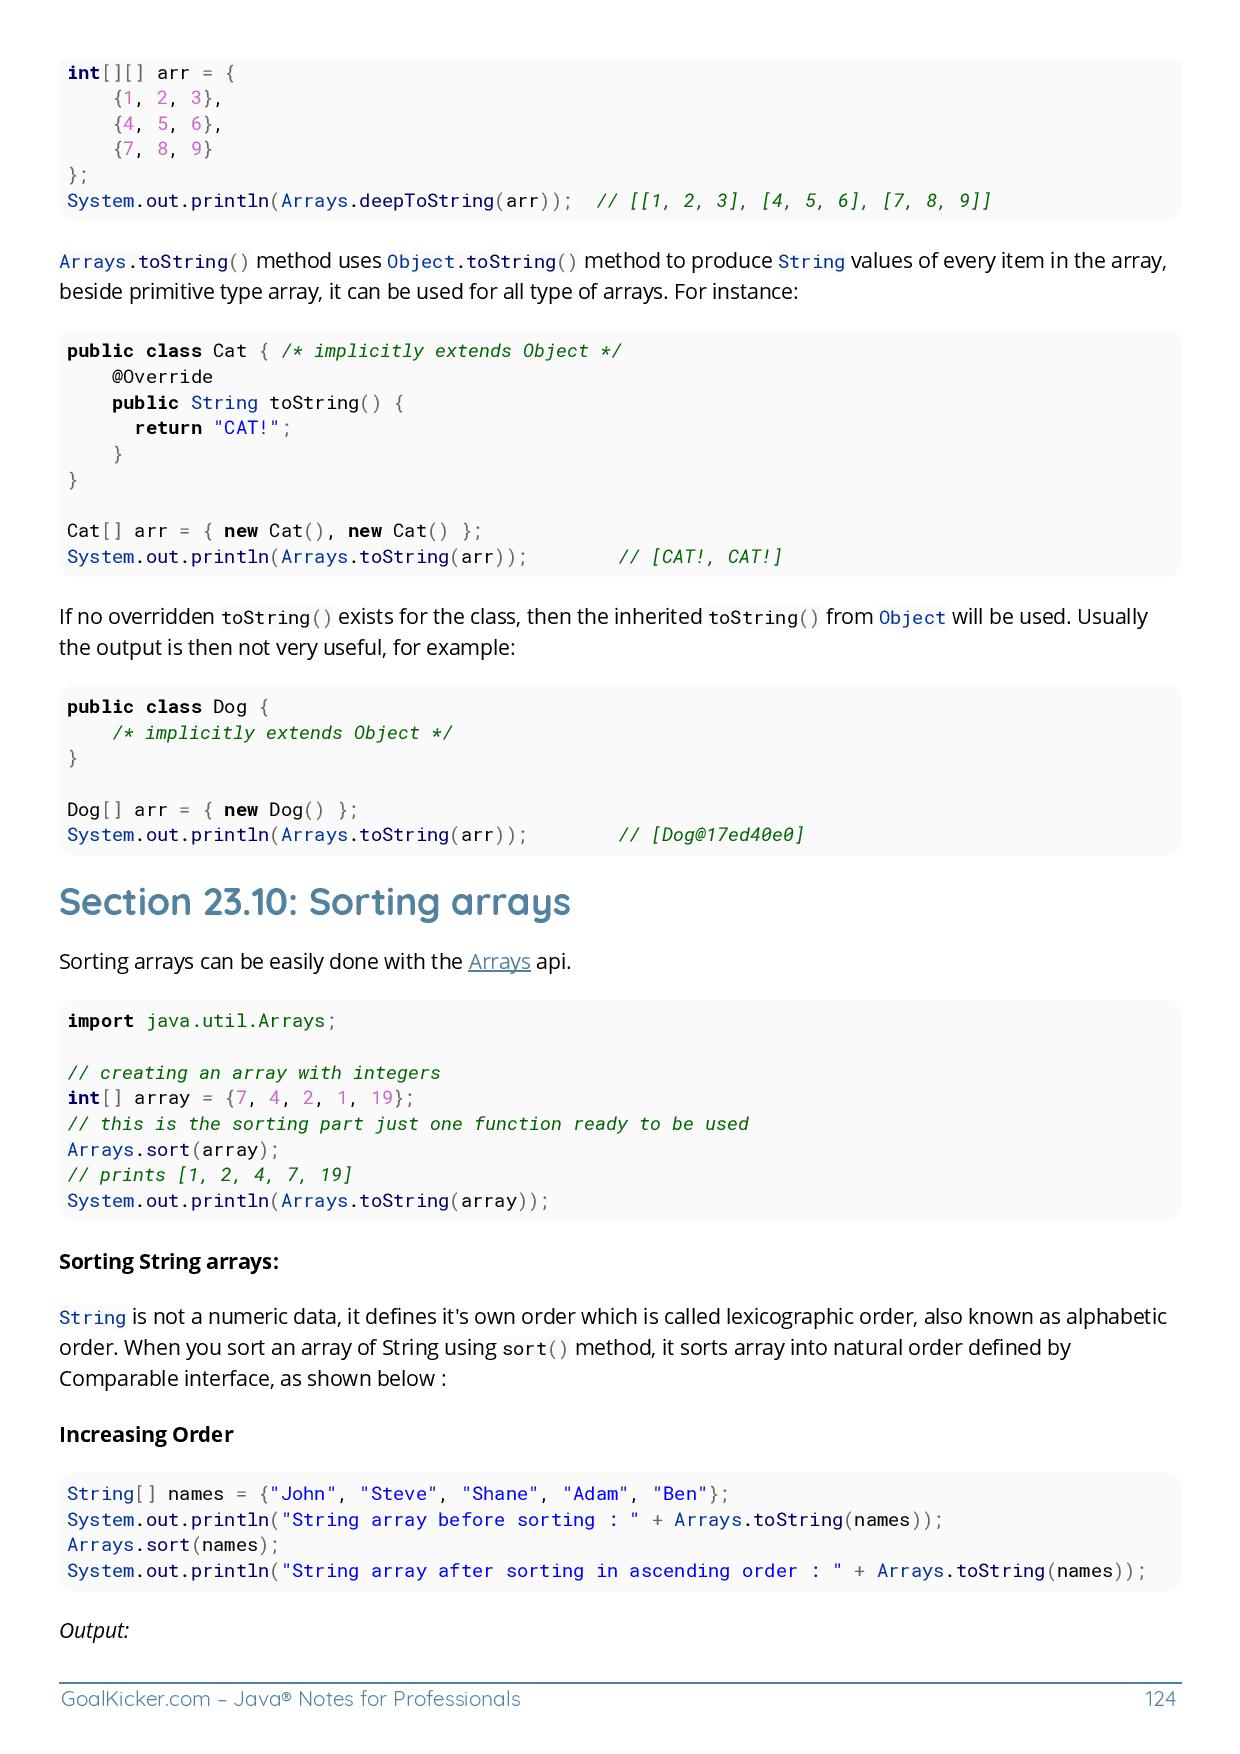 int[][] arr = {
    {1, 2, 3},
    {4, 5, 6},
    {7, 8, 9}
};
System.out.println(Arrays.deepToString(arr));  // [[1, 2, 3], [4, 5, 6], [7, 8, 9]]
Arrays.toString() method uses Object.toString() method to produce String values of every item in the array,
beside primitive type array, it can be used for all type of arrays. For instance:
public class Cat { /* implicitly extends Object */
    @Override
    public String toString() {
      return "CAT!";
    }
}
Cat[] arr = { new Cat(), new Cat() };
System.out.println(Arrays.toString(arr));        // [CAT!, CAT!]
If no overridden toString() exists for the class, then the inherited toString() from Object will be used. Usually
the output is then not very useful, for example:
public class Dog {
    /* implicitly extends Object */
}
Dog[] arr = { new Dog() };
System.out.println(Arrays.toString(arr));        // [Dog@17ed40e0]
Section 23.10: Sorting arrays
Sorting arrays can be easily done with the Arrays api.
import java.util.Arrays;
// creating an array with integers
int[] array = {7, 4, 2, 1, 19};
// this is the sorting part just one function ready to be used
Arrays.sort(array);
// prints [1, 2, 4, 7, 19]
System.out.println(Arrays.toString(array));
Sorting String arrays:
String is not a numeric data, it defines it's own order which is called lexicographic order, also known as alphabetic
order. When you sort an array of String using sort() method, it sorts array into natural order defined by
Comparable interface, as shown below :
Increasing Order
String[] names = {"John", "Steve", "Shane", "Adam", "Ben"};
System.out.println("String array before sorting : " + Arrays.toString(names));
Arrays.sort(names);
System.out.println("String array after sorting in ascending order : " + Arrays.toString(names));
Output:
GoalKicker.com – Java® Notes for Professionals 124